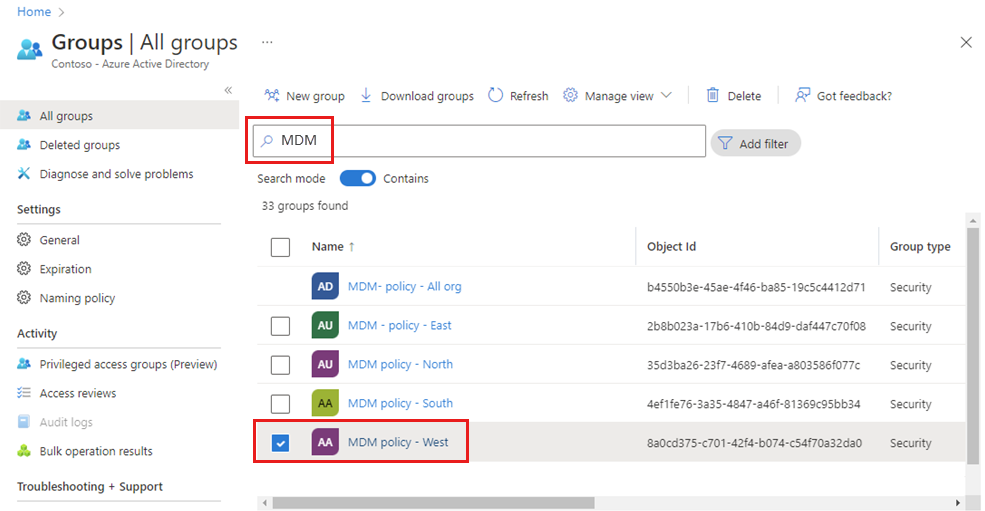 Home >
Groups | All groups ...
Contoso - Azure Active Directory
«
All groups
Deleted groups
Diagnose and solve problems
Settings
General
Expiration
Naming policy
Activity
Privileged access groups (Preview)
Access reviews
Audit logs
Bulk operation results
Troubleshooting + Support
New group Download groups Refresh Manage view Delete Got feedback?
MDM Add filter
Search mode Contains
33 groups found
Name ↑ Object Id Group type
AD MDM- policy - All org b4550b3e-45ae-4f46-ba85-19c5c4412d71 Security
AU MDM - policy - East 2b8b023a-17b6-410b-84d9-daf447c70f08 Security
AU MDM policy - North 35d3ba26-23f7-4689-afea-a803586f077c Security
AA MDM policy - South 4ef1fe76-3a35-4847-a46f-81369c95bb34 Security
AA MDM policy - West 8a0cd375-c701-42f4-b074-c54f70a32da0 Security